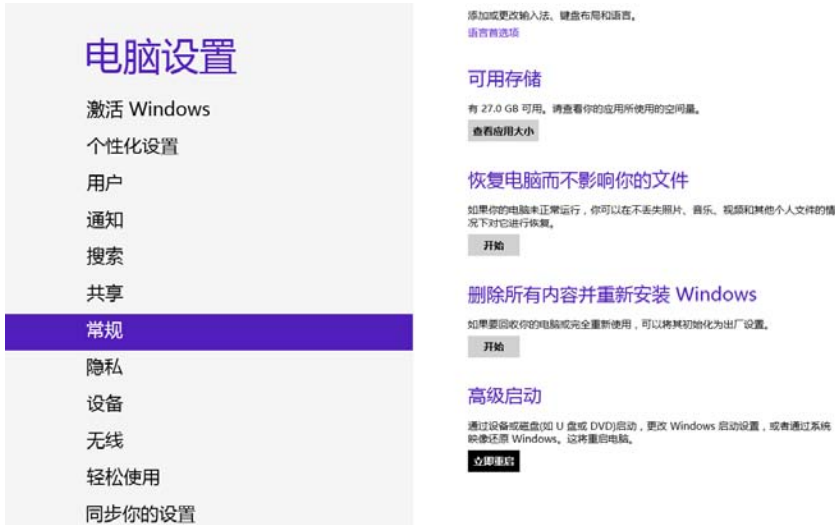 电脑设置
激活 Windows
个性化设置
用户
通知
搜索
共享
常规
隐私
设备
无线
轻松使用
同步你的设置
添加或更改输入法、键盘布局和语言。
语言首选项
可用存储
有 27.0 GB 可用。请查看你的应用所使用的空间量。
查看应用大小
恢复电脑而不影响你的文件
如果你的电脑未正常运行，你可以在不丢失照片、音乐、视频和其他个人文件的情
况下对它进行恢复。
开始
删除所有内容并重新安装 Windows
如果要回收你的电脑或完全重新使用，可以将其初始化为出厂设置。
开始
高级启动
通过设备或磁盘(如 U 盘或 DVD)启动，更改 Windows 启动设置，或者通过系统
映像还原 Windows。这将重启电脑。
立即重启